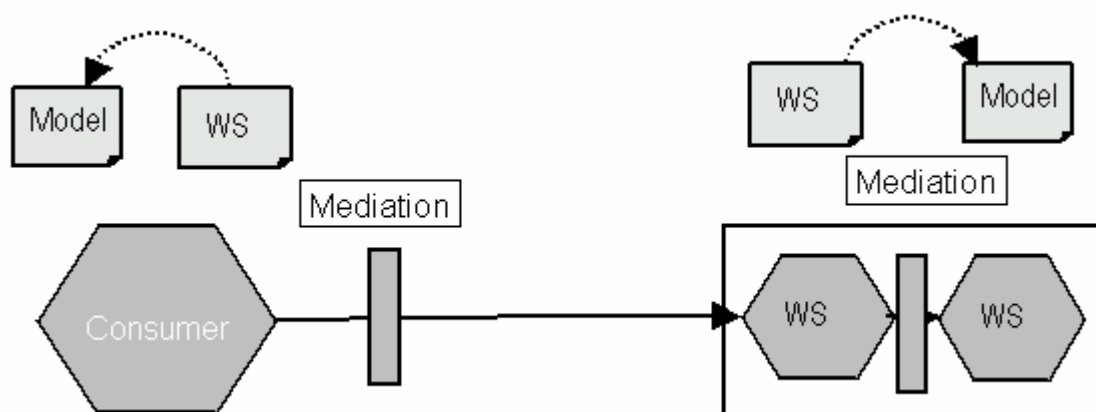 Model
WS
WS
Model
Mediation
Mediation
Consumer
WS
WS